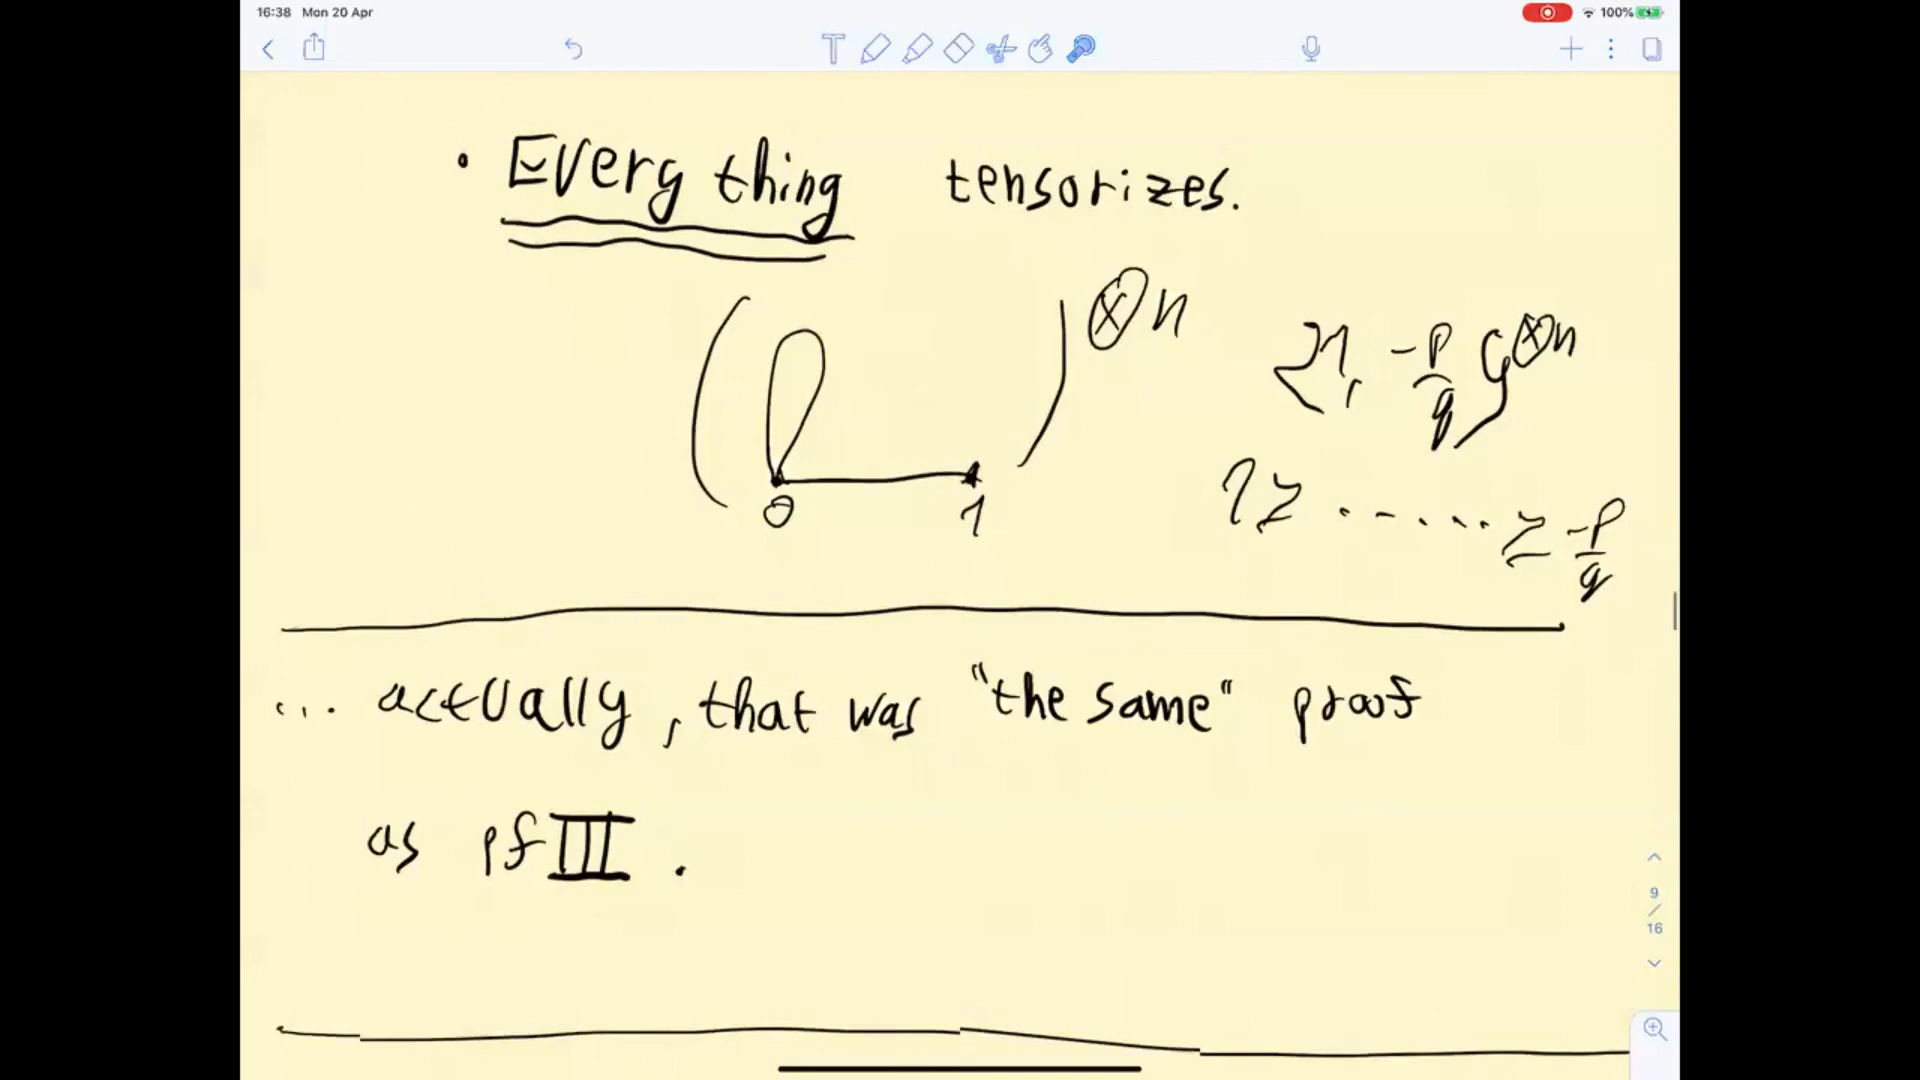 16:38 Mon 20 Apr 100%
• Everything tensorizes.
( 0 1 )⊗n
{1, -p/q}⊗n
1 ≥ ..... ≥ -p/q
... actually, that was "the same" proof
as pf III.
9
/
16